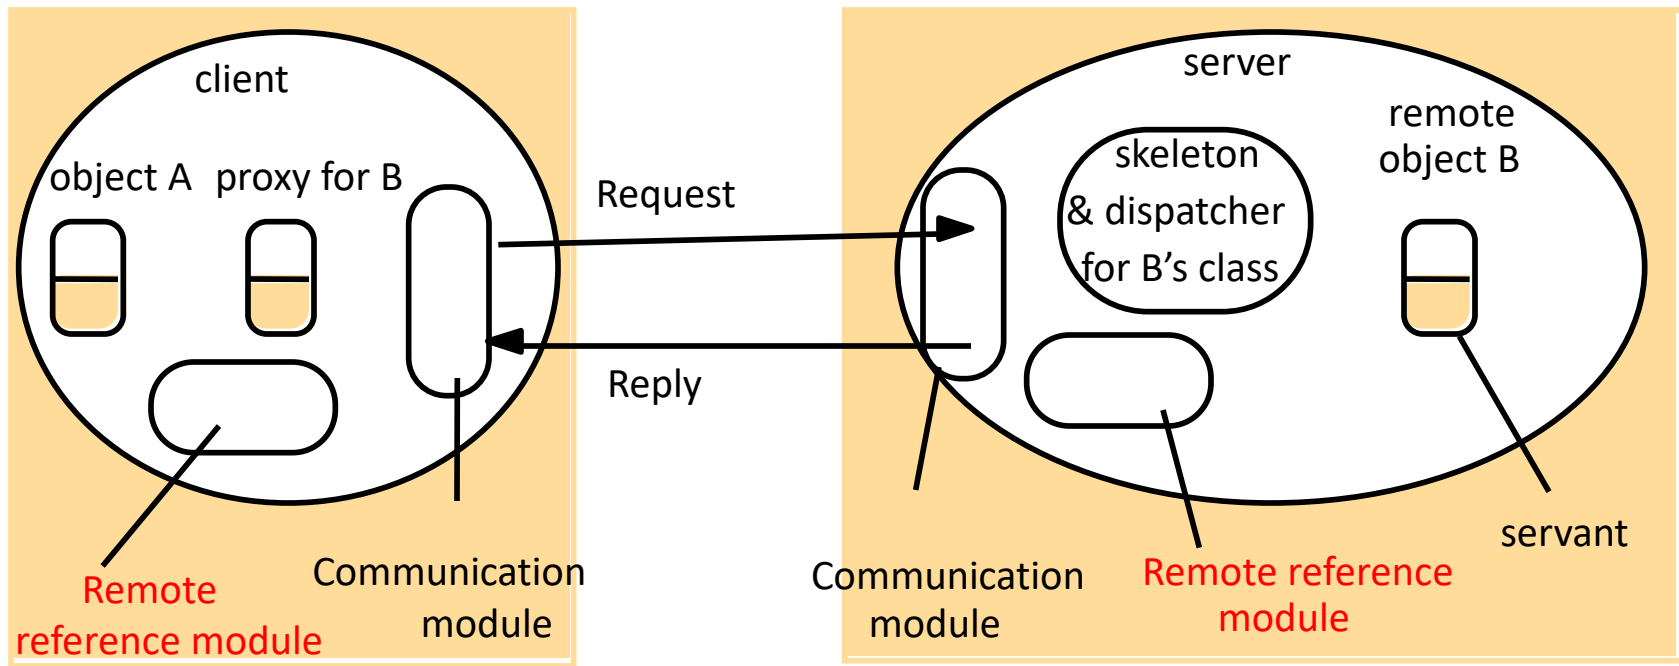 client
object A
proxy for B
Remote
reference module
Communication
module
Request
Reply
server
skeleton
& dispatcher
for B’s class
remote
object B
Communication
module
Remote reference
module
servant